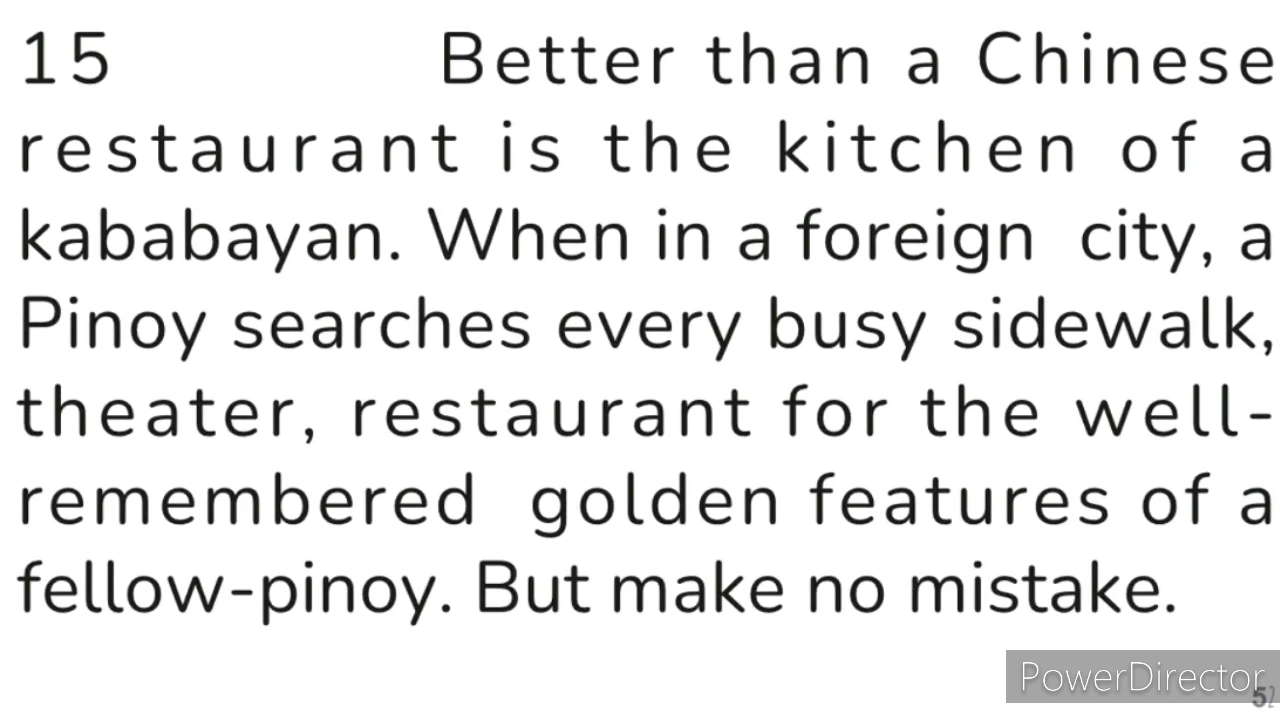 15 Better than a Chinese
restaurant is the kitchen of a
kababayan. When in a foreign city, a
Pinoy searches every busy sidewalk,
theater, restaurant for the well-
remembered golden features of a
fellow-pinoy. But make no mistake.
PowerDirector
52